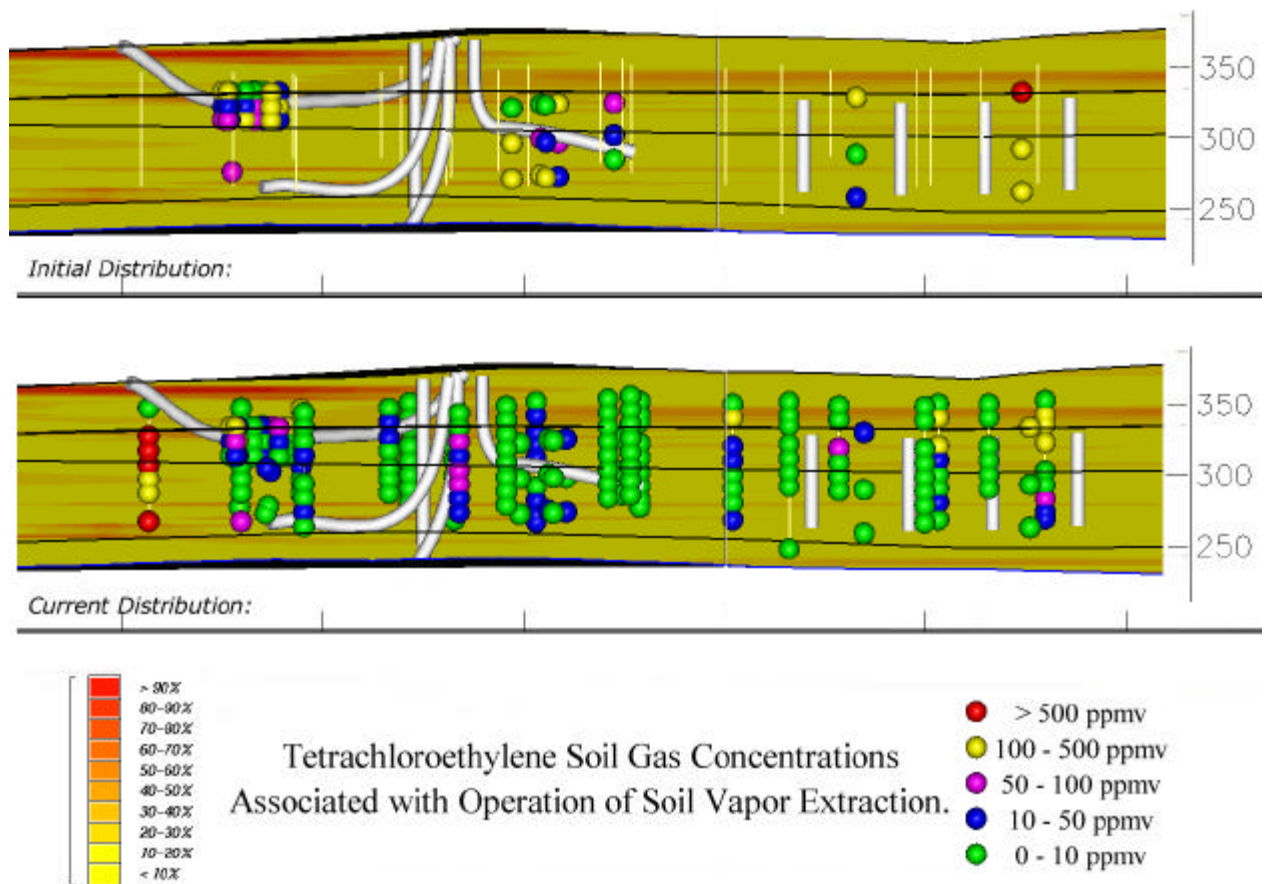 350
300
250
Initial Distribution:
350
300
250
Current Distribution:
> 90%
80-90%
70-80%
60-70%
50-60%
40-50%
30-40%
20-30%
10-20%
< 10%
Tetrachloroethylene Soil Gas Concentrations
Associated with Operation of Soil Vapor Extraction.
> 500 ppmv
100 - 500 ppmv
50 - 100 ppmv
10 - 50 ppmv
0 - 10 ppmv